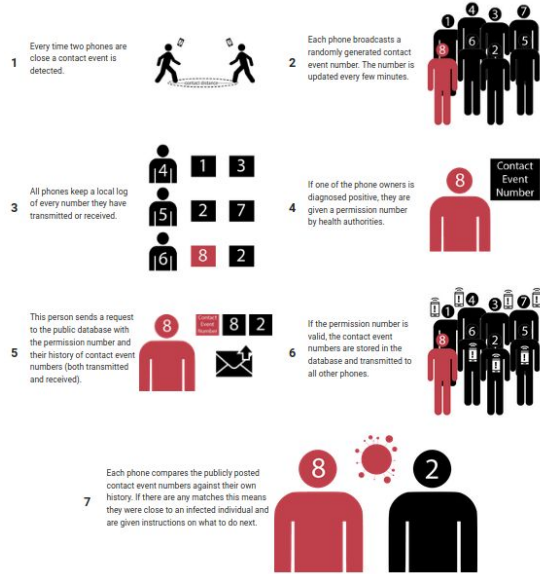 1
Every time two phones are
close a contact event is
detected.
contact distance
2
Each phone broadcasts a
randomly generated contact
event number. The number is
updated every few minutes.
1
4
3
7
8
6
2
5
3
All phones keep a local log
of every number they have
transmitted or received.
4 1 3
5 2 7
6 8 2
4
If one of the phone owners is
diagnosed positive, they are
given a permission number
by health authorities.
8
Contact
Event
Number
5
This person sends a request
to the public database with
the permission number and
their history of contact event
numbers (both transmitted
and received).
8
Contact
Event
Number
8 2
6
If the permission number is
valid, the contact event
numbers are stored in the
database and transmitted to
all other phones.
1
4
3
7
8
6
2
5
7
Each phone compares the publicly posted
contact event numbers against their own
history. If there are any matches this means
they were close to an infected individual and
are given instructions on what to do next.
8 2